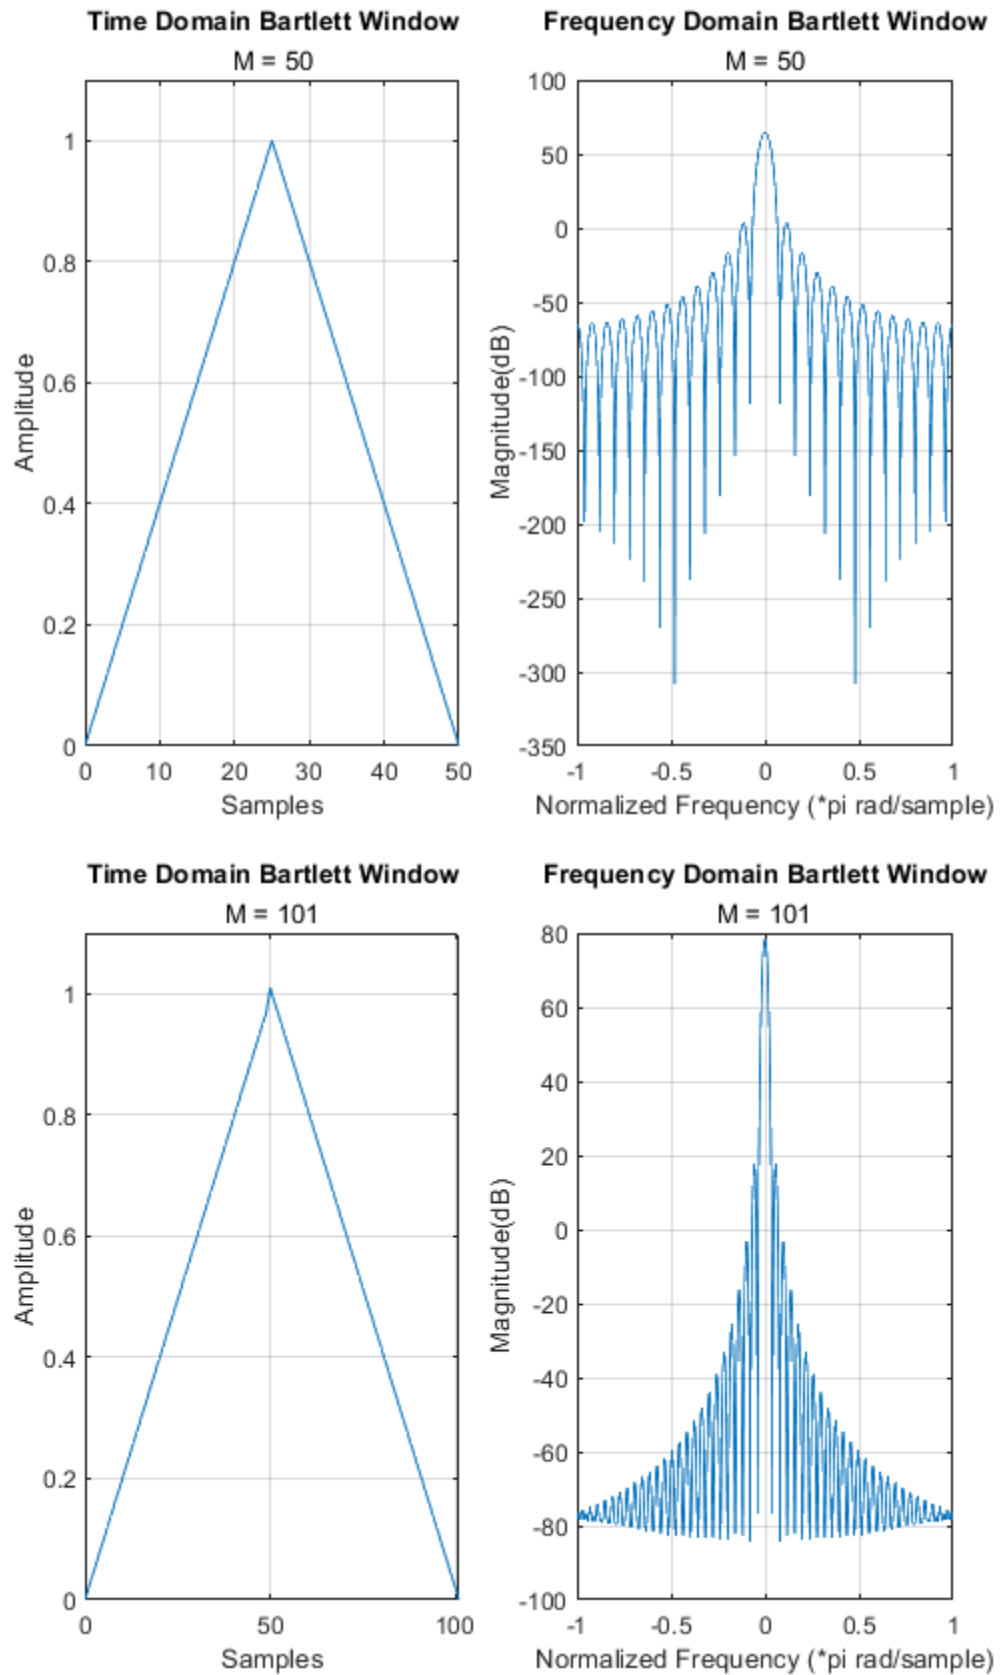 Time Domain Bartlett Window
M = 50
1
0.8
0.6
0.4
0.2
0
Amplitude
0 10 20 30 40 50
Samples
Frequency Domain Bartlett Window
M = 50
100
50
0
-50
-100
-150
-200
-250
-300
-350
Magnitude(dB)
-1 -0.5 0 0.5 1
Normalized Frequency (*pi rad/sample)
Time Domain Bartlett Window
M = 101
1
0.8
0.6
0.4
0.2
0
Amplitude
0 50 100
Samples
Frequency Domain Bartlett Window
M = 101
80
60
40
20
0
-20
-40
-60
-80
-100
Magnitude(dB)
-1 -0.5 0 0.5 1
Normalized Frequency (*pi rad/sample)